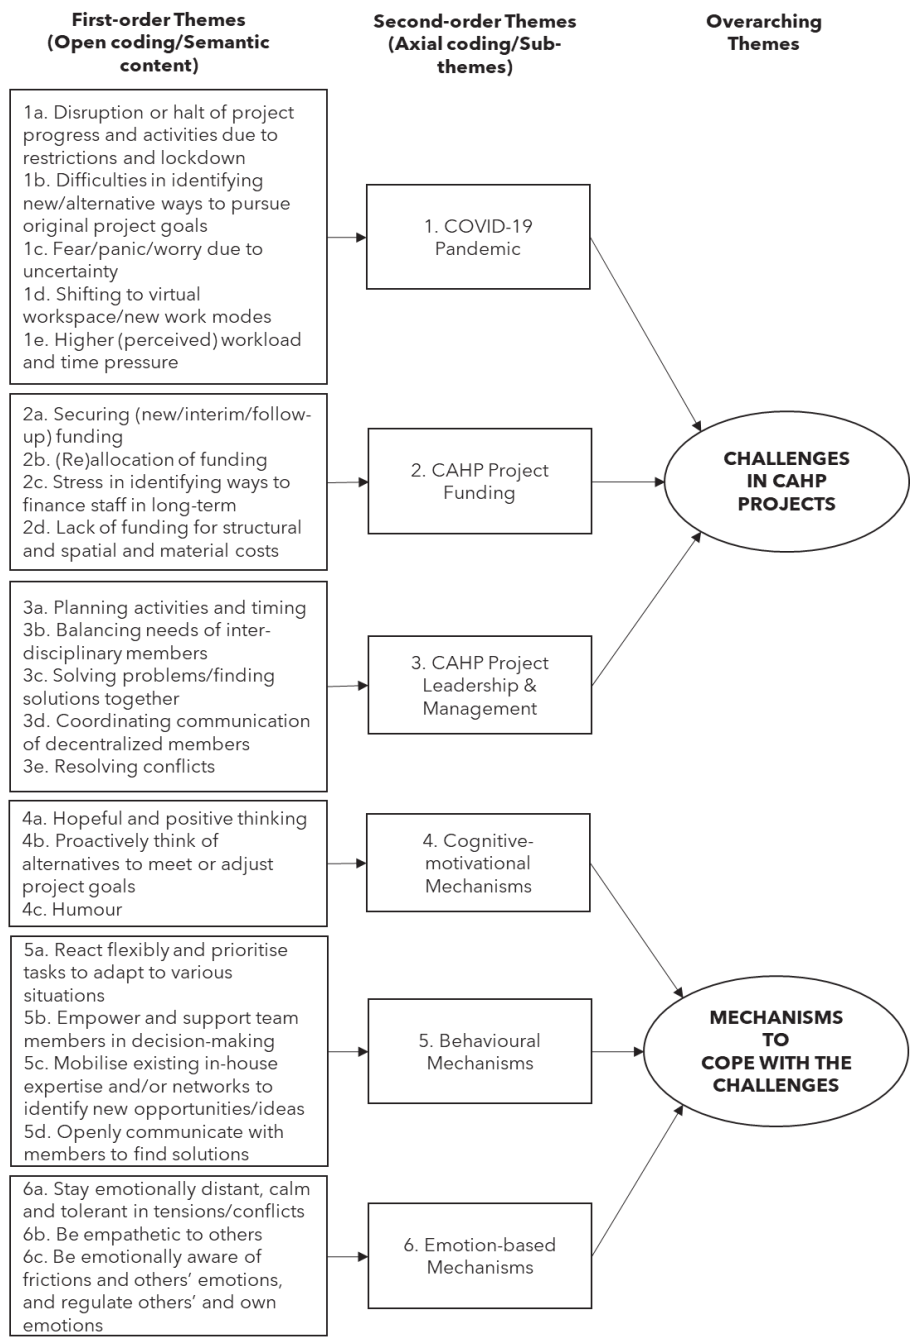 First-order Themes
(Open coding/Semantic
content)
Second-order Themes
(Axial coding/Sub-
themes)
Overarching
Themes
1a. Disruption or halt of project
progress and activities due to
restrictions and lockdown
1b. Difficulties in identifying
new/alternative ways to pursue
original project goals
1c. Fear/panic/worry due to
uncertainty
1d. Shifting to virtual
workspace/new work modes
1e. Higher (perceived) workload
and time pressure
1. COVID-19
Pandemic
2a. Securing (new/interim/follow-
up) funding
2b. (Re)allocation of funding
2c. Stress in identifying ways to
finance staff in long-term
2d. Lack of funding for structural
and spatial and material costs
2. CAHP Project
Funding
CHALLENGES
IN CAHP
PROJECTS
3a. Planning activities and timing
3b. Balancing needs of inter-
disciplinary members
3c. Solving problems/finding
solutions together
3d. Coordinating communication
of decentralized members
3e. Resolving conflicts
3. CAHP Project
Leadership &
Management
4a. Hopeful and positive thinking
4b. Proactively think of
alternatives to meet or adjust
project goals
4c. Humour
4. Cognitive-
motivational
Mechanisms
5a. React flexibly and prioritise
tasks to adapt to various
situations
5b. Empower and support team
members in decision-making
5c. Mobilise existing in-house
expertise and/or networks to
identify new opportunities/ideas
5d. Openly communicate with
members to find solutions
5. Behavioural
Mechanisms
MECHANISMS
TO
COPE WITH THE
CHALLENGES
6a. Stay emotionally distant, calm
and tolerant in tensions/conflicts
6b. Be empathetic to others
6c. Be emotionally aware of
frictions and others' emotions,
and regulate others' and own
emotions
6. Emotion-based
Mechanisms